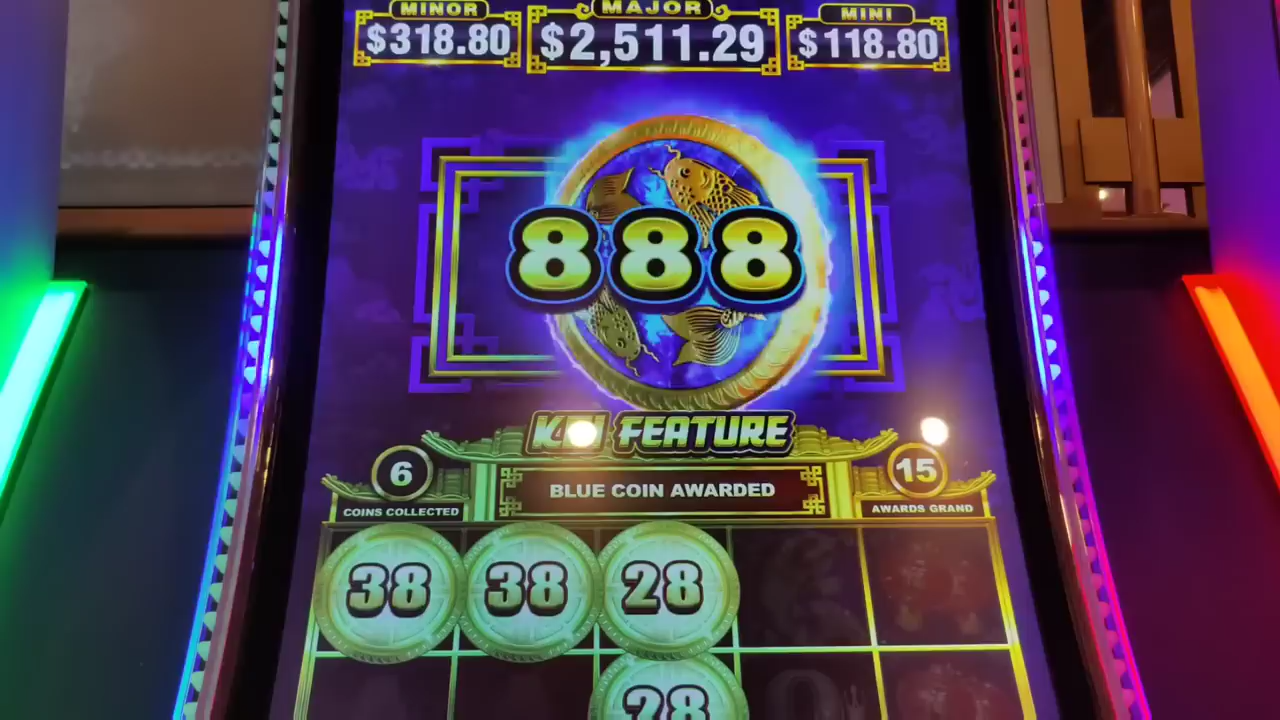 MINOR
$318.80
MAJOR
$2,511.29
MINI
$118.80
888
FEATURE
6
COINS COLLECTED
BLUE COIN AWARDED
15
AWARDS GRAND
38
38
28
28